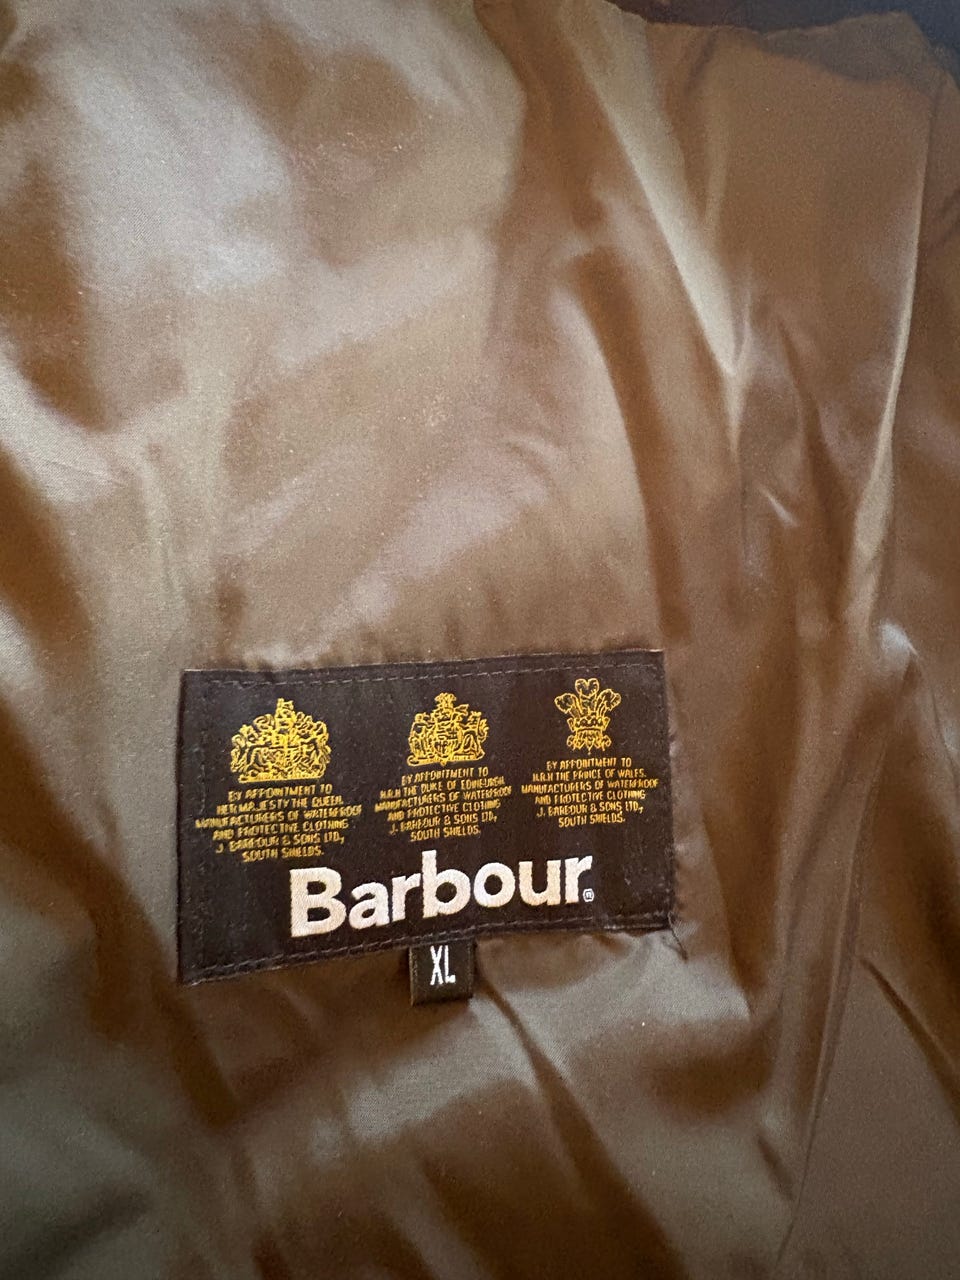 BY APPOINTMENT TO
HER MAJESTY THE QUEEN
MANUFACTURERS OF WATERPROOF
AND PROTECTIVE CLOTHING
J. BARBOUR & SONS LTD.,
SOUTH SHIELDS.
BY APPOINTMENT TO
H.R.H THE DUKE OF EDINBURGH
MANUFACTURERS OF WATERPROOF
AND PROTECTIVE CLOTHING
J. BARBOUR & SONS LTD.,
SOUTH SHIELDS.
BY APPOINTMENT TO
H.R.H THE PRINCE OF WALES.
MANUFACTURERS OF WATERPROOF
AND PROTECTIVE CLOTHING
J. BARBOUR & SONS LTD.,
SOUTH SHIELDS.
Barbour®
XL